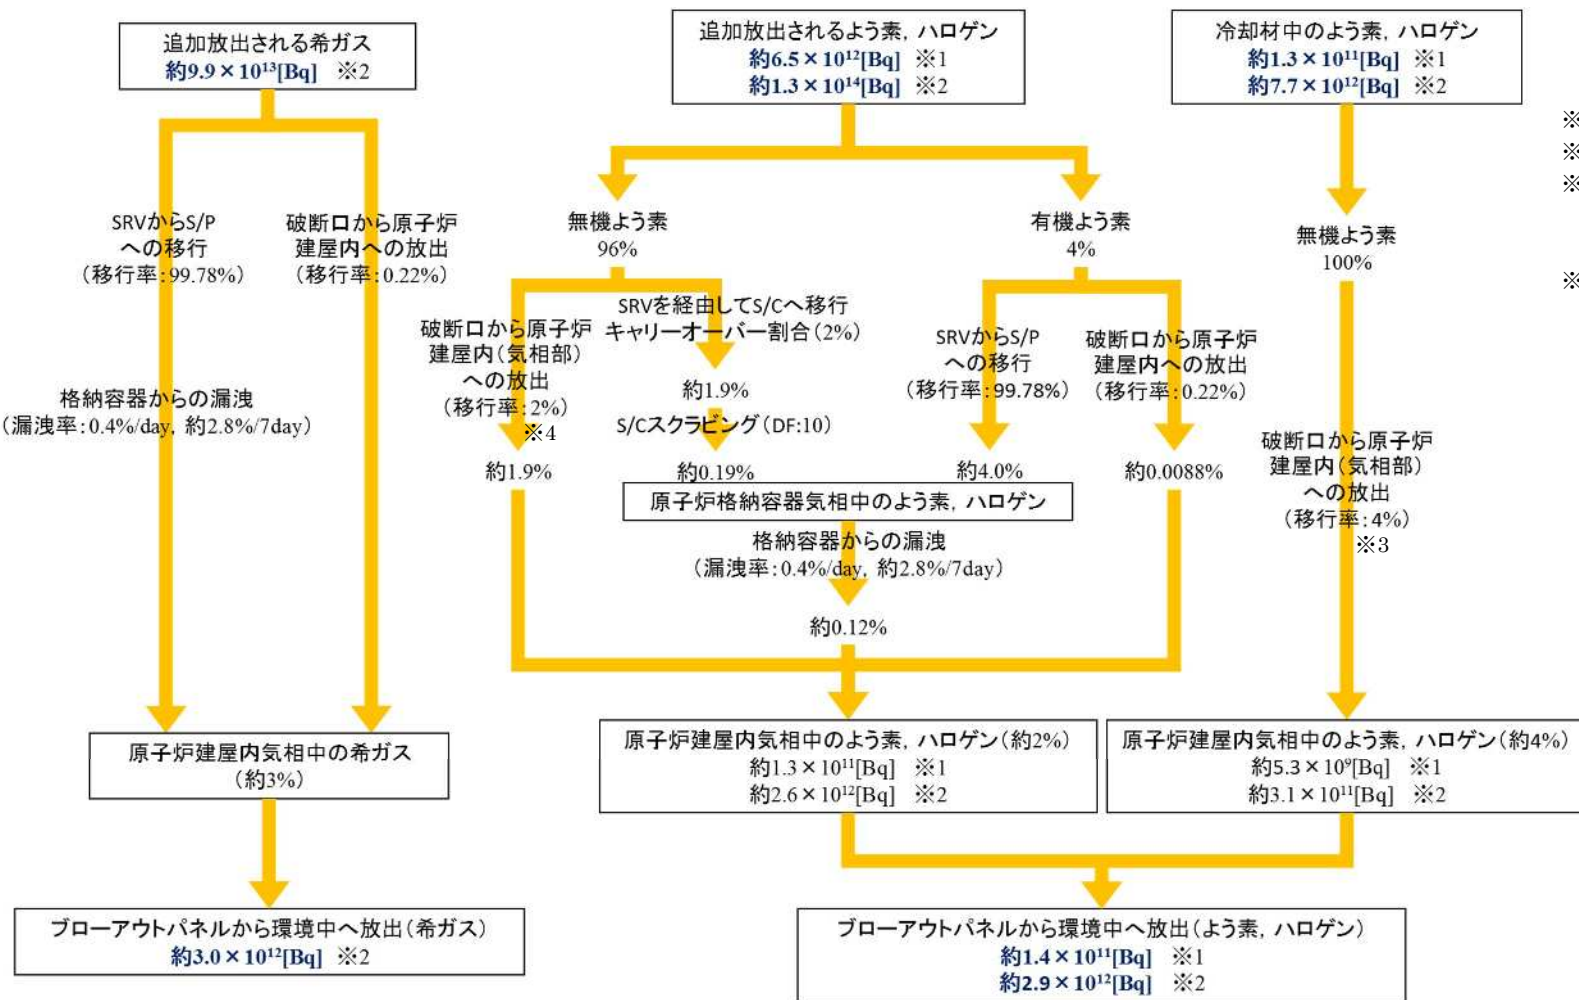 追加放出される希ガス
約9.9×10¹³[Bq] ※2
追加放出されるよう素, ハロゲン
約6.5×10¹²[Bq] ※1
約1.3×10¹⁴[Bq] ※2
冷却材中のよう素, ハロゲン
約1.3×10¹¹[Bq] ※1
約7.7×10¹²[Bq] ※2
※
※
※
※
SRVからS/P
への移行
(移行率:99.78%)
破断口から原子炉
建屋内への放出
(移行率:0.22%)
無機よう素
96%
有機よう素
4%
無機よう素
100%
破断口から原子炉
建屋内(気相部)
への放出
(移行率:2%)
※4
SRVを経由してS/Cへ移行
キャリーオーバー割合(2%)
約1.9%
S/Cスクラビング(DF:10)
SRVからS/P
への移行
(移行率:99.78%)
破断口から原子炉
建屋内への放出
(移行率:0.22%)
格納容器からの漏洩
(漏洩率:0.4%/day, 約2.8%/7day)
破断口から原子炉
建屋内(気相部)
への放出
(移行率:4%)
※3
約1.9%
約0.19%
約4.0%
約0.0088%
原子炉格納容器気相中のよう素, ハロゲン
格納容器からの漏洩
(漏洩率:0.4%/day, 約2.8%/7day)
約0.12%
原子炉建屋内気相中の希ガス
(約3%)
原子炉建屋内気相中のよう素, ハロゲン(約2%)
約1.3×10¹¹[Bq] ※1
約2.6×10¹²[Bq] ※2
原子炉建屋内気相中のよう素, ハロゲン(約4%)
約5.3×10⁹[Bq] ※1
約3.1×10¹¹[Bq] ※2
ブローアウトパネルから環境中へ放出(希ガス)
約3.0×10¹²[Bq] ※2
ブローアウトパネルから環境中へ放出(よう素, ハロゲン)
約1.4×10¹¹[Bq] ※1
約2.9×10¹²[Bq] ※2